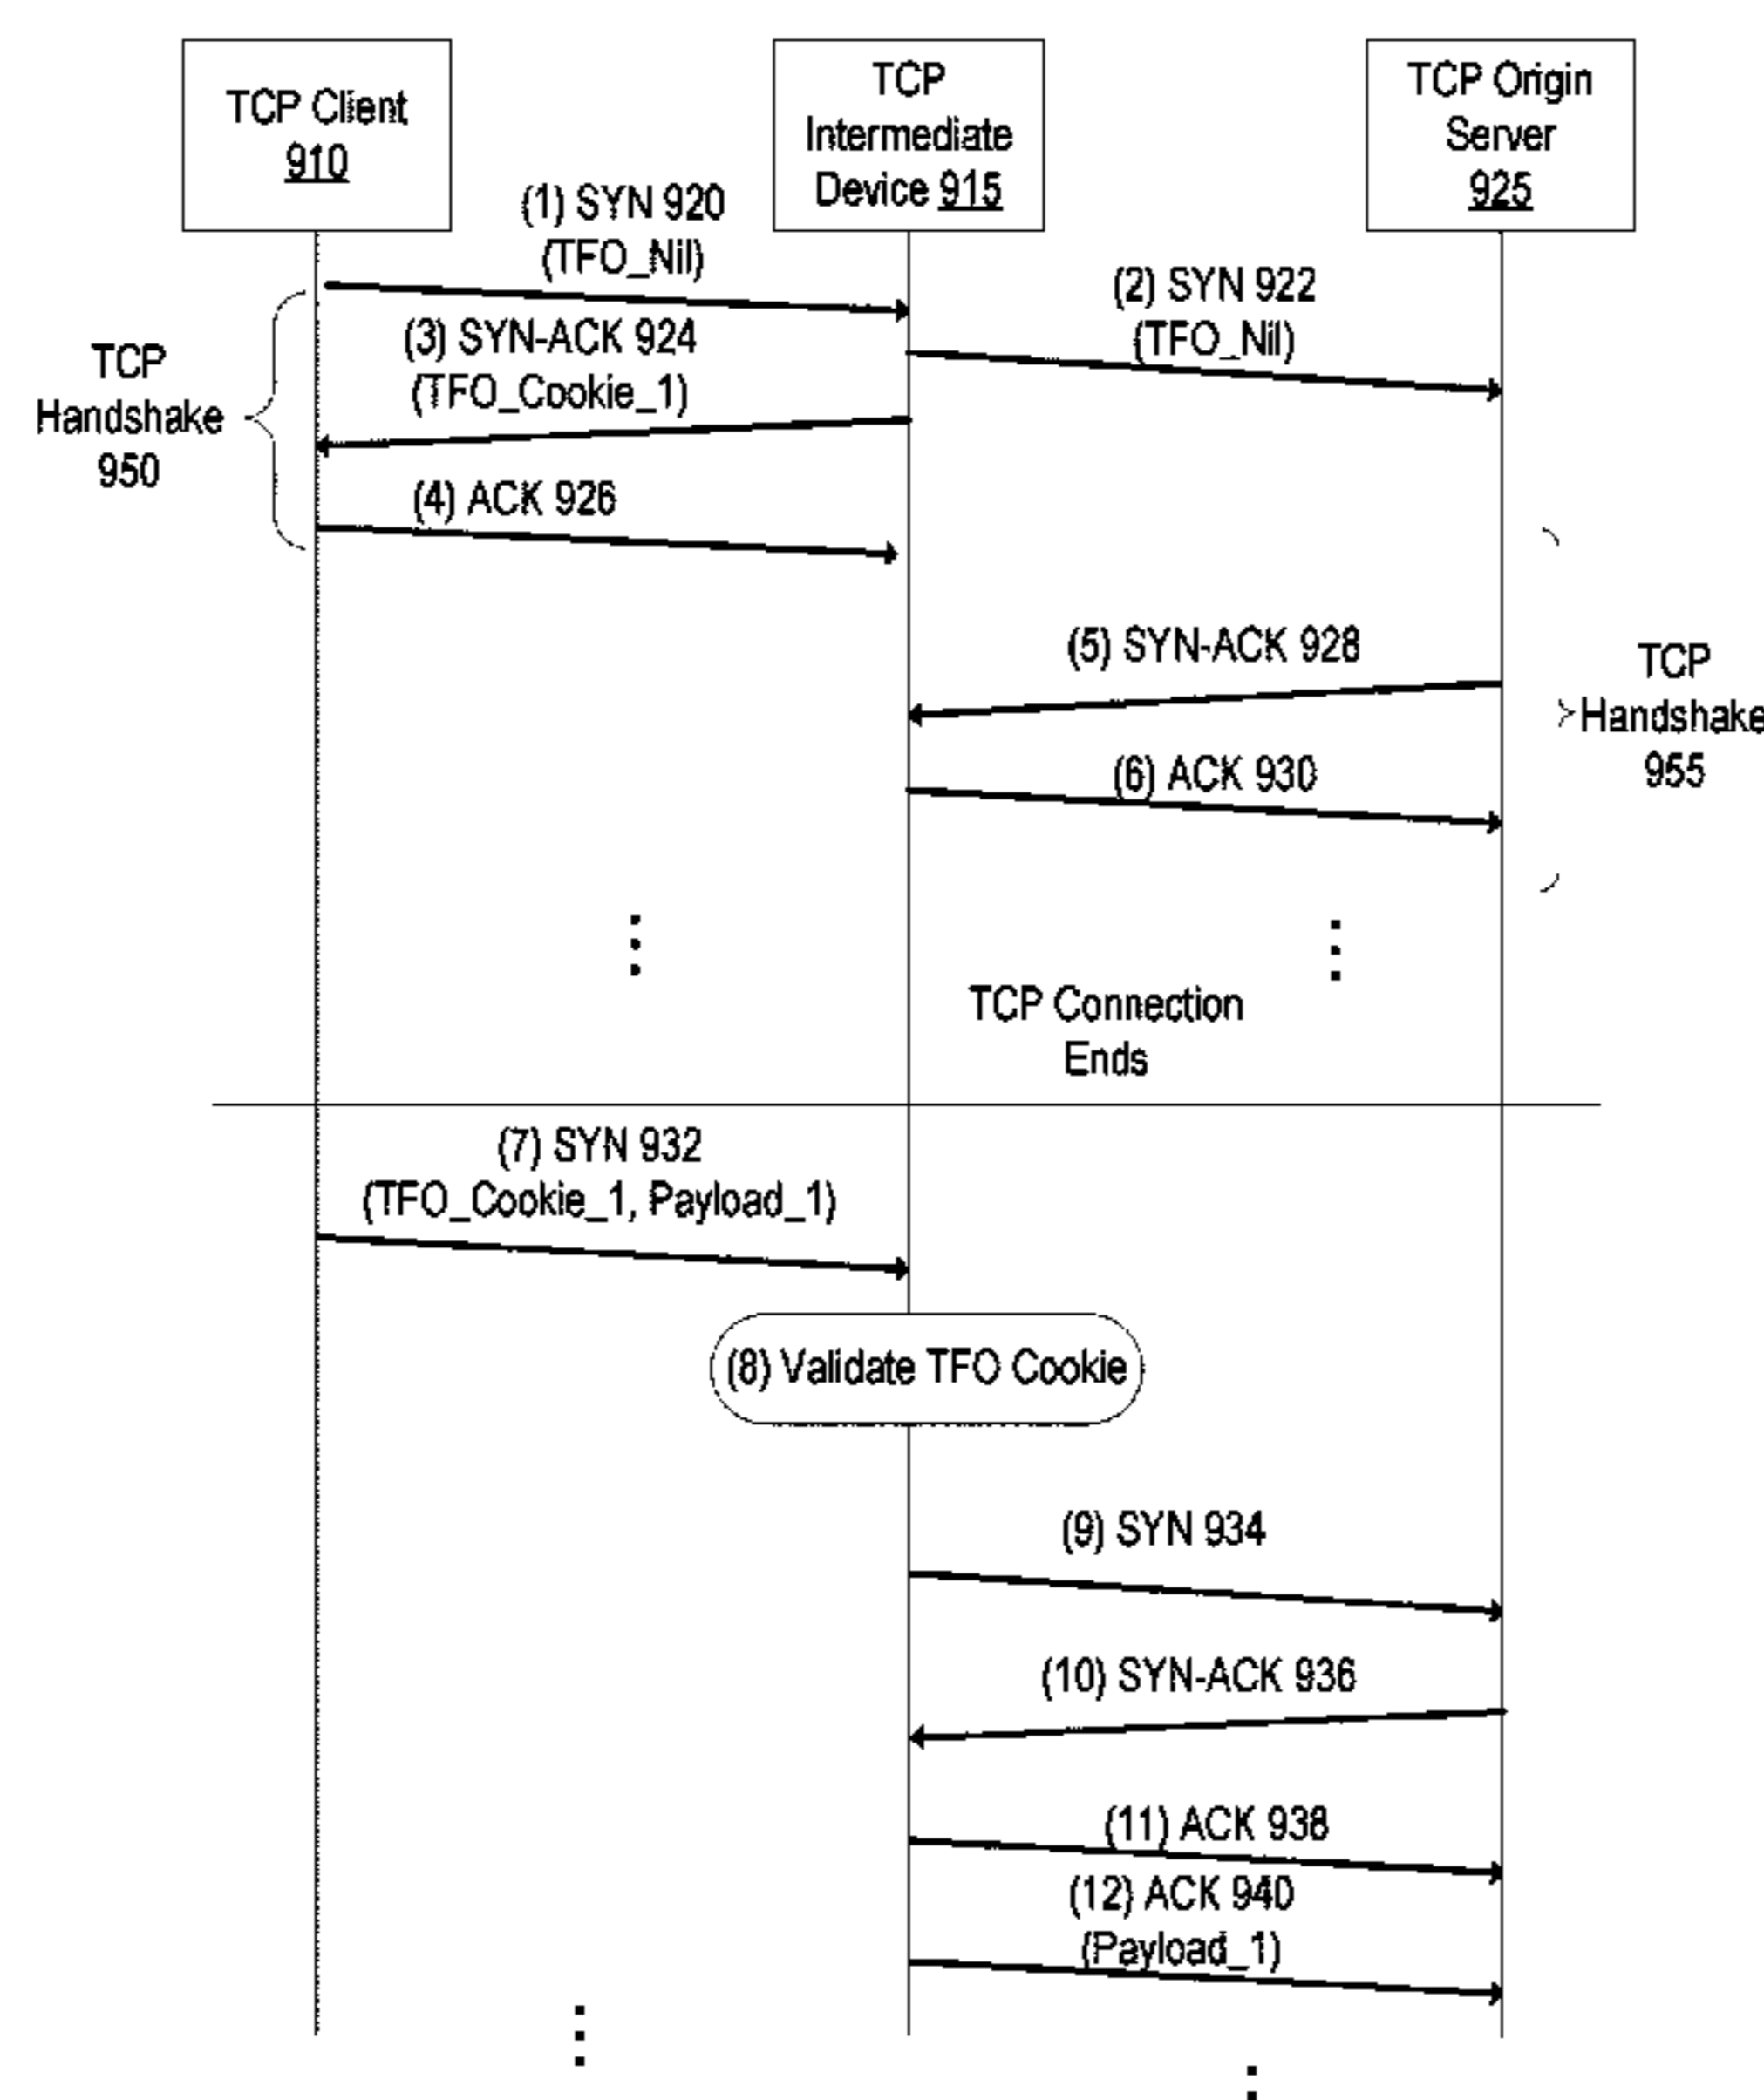 TCP Client
910
TCP
Intermediate
Device 915
TCP Origin
Server
925
(1) SYN 920
(TFO_Nil)
(2) SYN 922
(TFO_Nil)
(3) SYN-ACK 924
(TFO_Cookie_1)
TCP
Handshake
950
(4) ACK 926
(5) SYN-ACK 928
TCP
Handshake
955
(6) ACK 930
TCP Connection
Ends
(7) SYN 932
(TFO_Cookie_1, Payload_1)
(8) Validate TFO Cookie
(9) SYN 934
(10) SYN-ACK 936
(11) ACK 938
(12) ACK 940
(Payload_1)